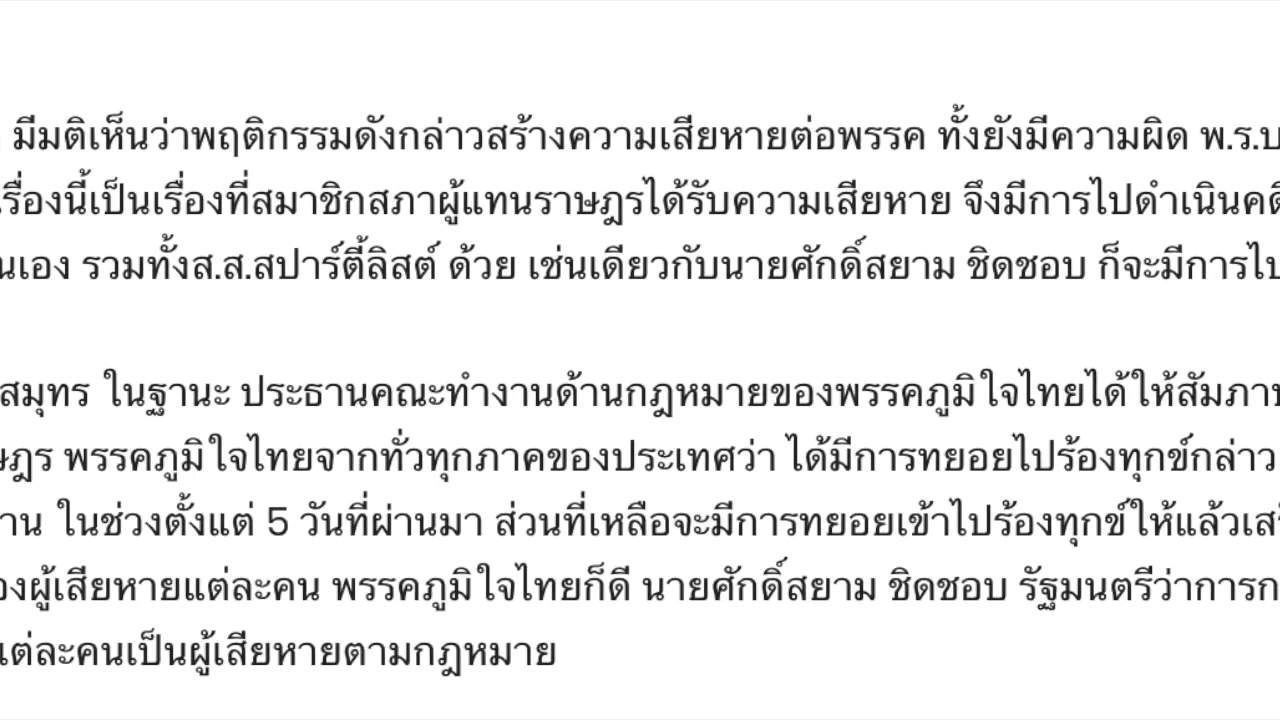 มีมติเห็นว่าพฤติกรรมดังกล่าวสร้างความเสียหายต่อพรรค ทั้งยังมีความผิด พ.ร.บ
เรื่องนี้เป็นเรื่องที่สมาชิกสภาผู้แทนราษฎรได้รับความเสียหาย จึงมีการไปดำเนินคดี
นเอง รวมทั้งส.ส.สปาร์ตี้ลิสต์ ด้วย เช่นเดียวกับนายศักดิ์สยาม ชิดชอบ ก็จะมีการไป
สมุทร ในฐานะ ประธานคณะทำงานด้านกฎหมายของพรรคภูมิใจไทยได้ให้สัมภาษ
ษฎร พรรคภูมิใจไทยจากทั่วทุกภาคของประเทศว่า ได้มีการทยอยไปร้องทุกข์กล่าว
าน ในช่วงตั้งแต่ 5 วันที่ผ่านมา ส่วนที่เหลือจะมีการทยอยเข้าไปร้องทุกข์ให้แล้วเสร็
องผู้เสียหายแต่ละคน พรรคภูมิใจไทยก็ดี นายศักดิ์สยาม ชิดชอบ รัฐมนตรีว่าการก
แต่ละคนเป็นผู้เสียหายตามกฎหมาย